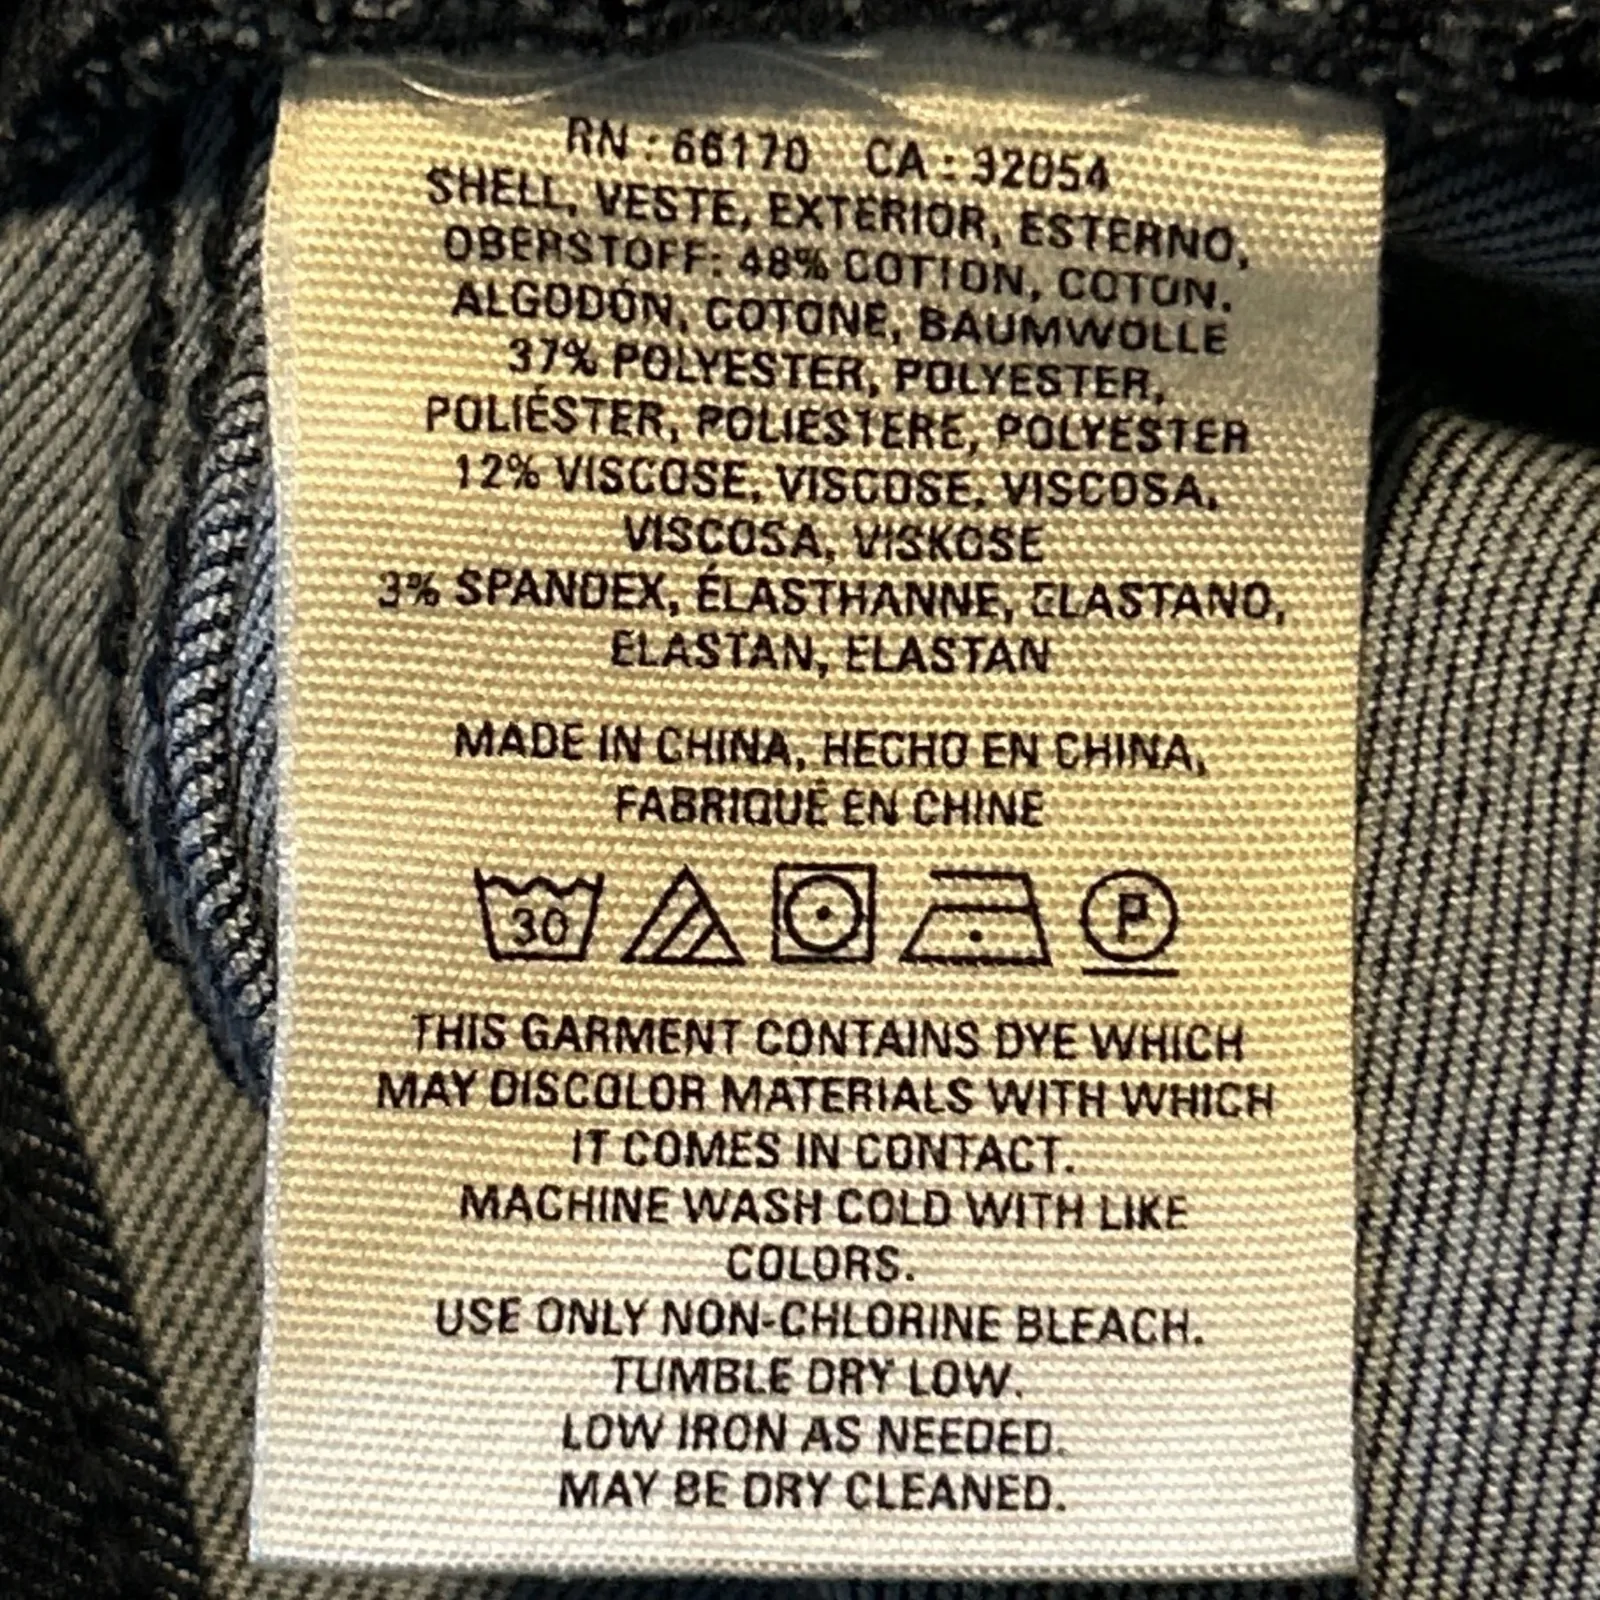 RN : 66170 CA : 32054
SHELL, VESTE, EXTERIOR, ESTERNO,
OBERSTOFF: 48% COTTON, COTON,
ALGODÓN, COTONE, BAUMWOLLE
37% POLYESTER, POLYESTER,
POLIÉSTER, POLIESTERE, POLYESTER
12% VISCOSE, VISCOSE, VISCOSA,
VISCOSA, VISKOSE
3% SPANDEX, ÉLASTHANNE, ELASTANO,
ELASTAN, ELASTAN
MADE IN CHINA, HECHO EN CHINA,
FABRIQUÉ EN CHINE
30 P
THIS GARMENT CONTAINS DYE WHICH
MAY DISCOLOR MATERIALS WITH WHICH
IT COMES IN CONTACT.
MACHINE WASH COLD WITH LIKE
COLORS.
USE ONLY NON-CHLORINE BLEACH.
TUMBLE DRY LOW.
LOW IRON AS NEEDED.
MAY BE DRY CLEANED.